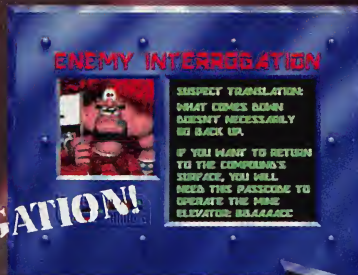 ENEMY INTERROGATION
SUSPECT TRANSLATION:
WHAT COMES DOWN
DOESN'T NECESSARILY
GO BACK UP.
IF YOU WANT TO RETURN
TO THE COMPOUND'S
SURFACE, YOU WILL
NEED THIS PASSCODE TO
OPERATE THE MINE
ELEVATOR:
GATION!